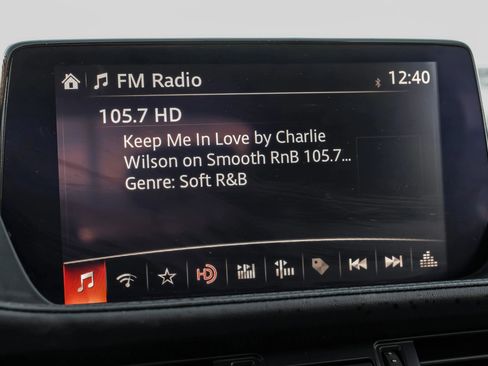 FM Radio
12:40
105.7 HD
Keep Me In Love by Charlie
Wilson on Smooth RnB 105.7...
Genre: Soft R&B
HD